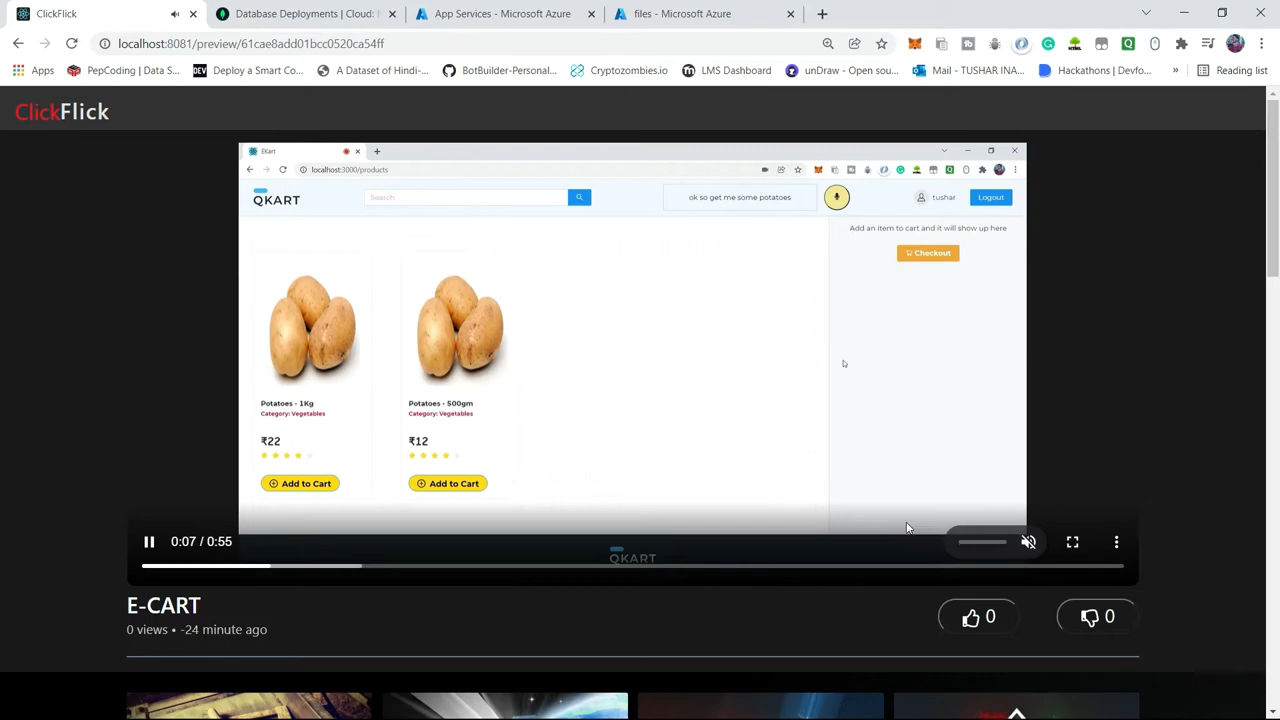 ClickFlick
Database Deployments | Cloud: M
App Services - Microsoft Azure
files - Microsoft Azure
localhost:8081/preview/61cae8add01bcc0520ca54ff
Apps
PepCoding | Data S...
DEV Deploy a Smart Co...
A Dataset of Hindi-...
BotBuilder-Personal...
Cryptozombies.io
LMS Dashboard
unDraw - Open sou...
Mail - TUSHAR INA...
Hackathons | Devfo...
»
Reading list
ClickFlick
EKart
localhost:3000/products
QKART
Search
ok so get me some potatoes
tushar
Logout
Add an item to cart and it will show up here
Checkout
Potatoes - 1Kg
Category: Vegetables
₹22
Add to Cart
Potatoes - 500gm
Category: Vegetables
₹12
Add to Cart
QKART
0:07 / 0:55
E-CART
0 views • -24 minute ago
0
0